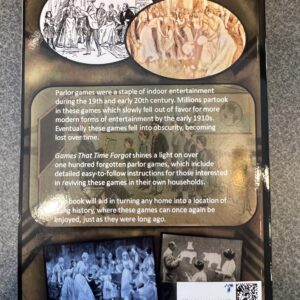 Parlor games were a staple of indoor entertainment
during the 19th and early 20th century. Millions partook
in these games which slowly fell out of favor for more
modern forms of entertainment by the early 1910s.
Eventually these games fell into obscurity, becoming
lost over time.
Games That Time Forgot shines a light on over
one hundred forgotten parlor games, which include
detailed easy-to-follow instructions for those interested
in reviving these games in their own households.
book will aid in turning any home into a location of
history, where these games can once again be
enjoyed, just as they were long ago.